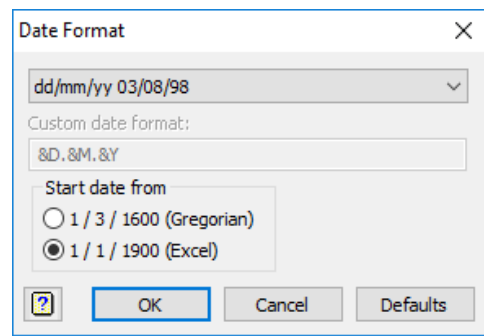 Date Format
dd/mm/yy 03/08/98
Custom date format:
&D.&M.&Y
Start date from
1 / 3 / 1600 (Gregorian)
1 / 1 / 1900 (Excel)
? OK Cancel Defaults